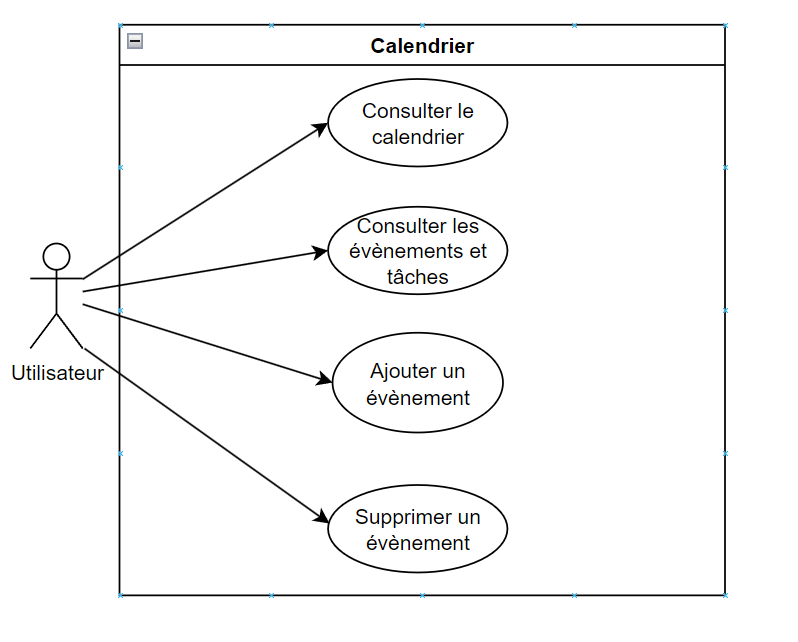 Calendrier
Consulter le
calendrier
Consulter les
évènements et
tâches
Utilisateur
Ajouter un
évènement
Supprimer un
évènement